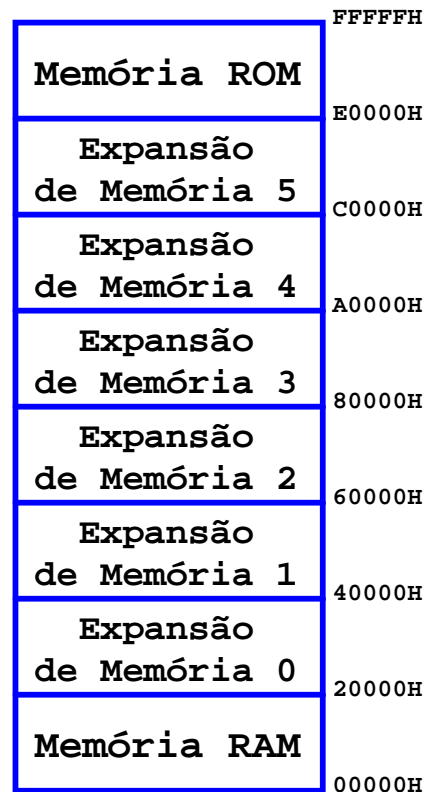 FFFFFH
Memória ROM
E0000H
Expansão
de Memória 5
C0000H
Expansão
de Memória 4
A0000H
Expansão
de Memória 3
80000H
Expansão
de Memória 2
60000H
Expansão
de Memória 1
40000H
Expansão
de Memória 0
20000H
Memória RAM
00000H